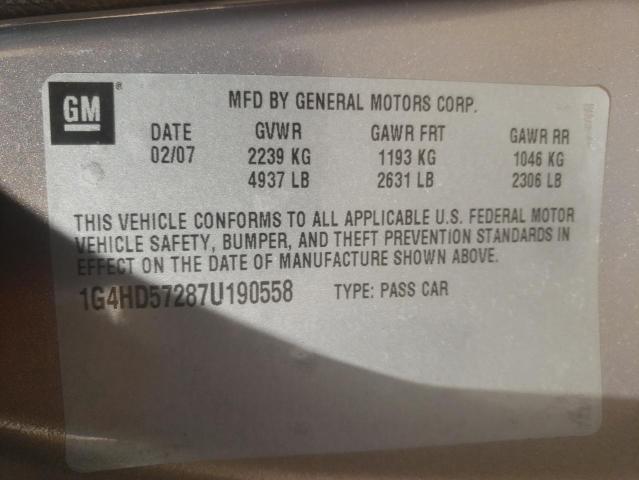 GM®
MFD BY GENERAL MOTORS CORP.
DATE GVWR GAWR FRT GAWR RR
02/07 2239 KG 1193 KG 1046 KG
4937 LB 2631 LB 2306 LB
THIS VEHICLE CONFORMS TO ALL APPLICABLE U.S. FEDERAL MOTOR
VEHICLE SAFETY, BUMPER, AND THEFT PREVENTION STANDARDS IN
EFFECT ON THE DATE OF MANUFACTURE SHOWN ABOVE.
1G4HD57287U190558 TYPE: PASS CAR